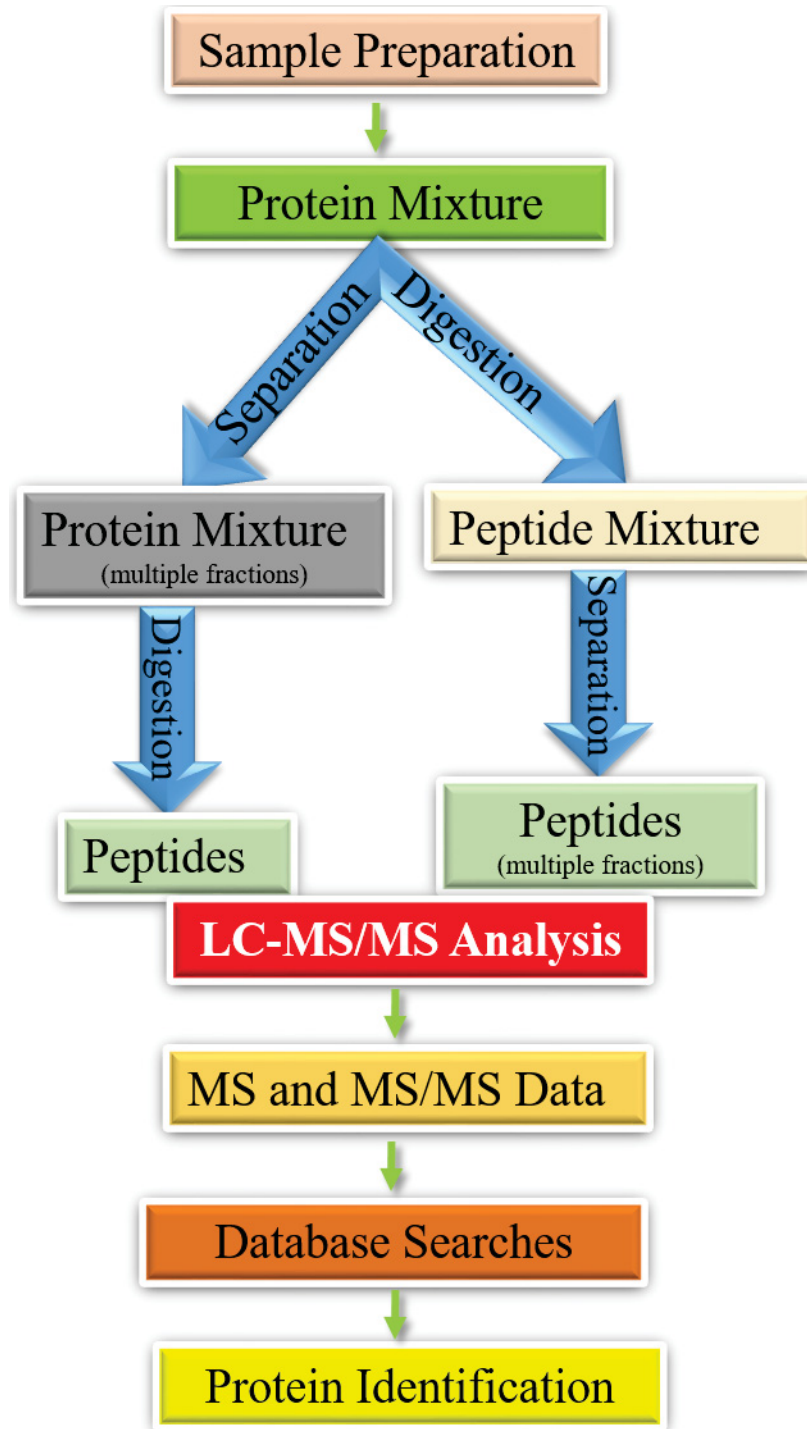 Sample Preparation
Protein Mixture
Separation
Digestion
Protein Mixture
(multiple fractions)
Peptide Mixture
Digestion
Separation
Peptides
Peptides
(multiple fractions)
LC-MS/MS Analysis
MS and MS/MS Data
Database Searches
Protein Identification